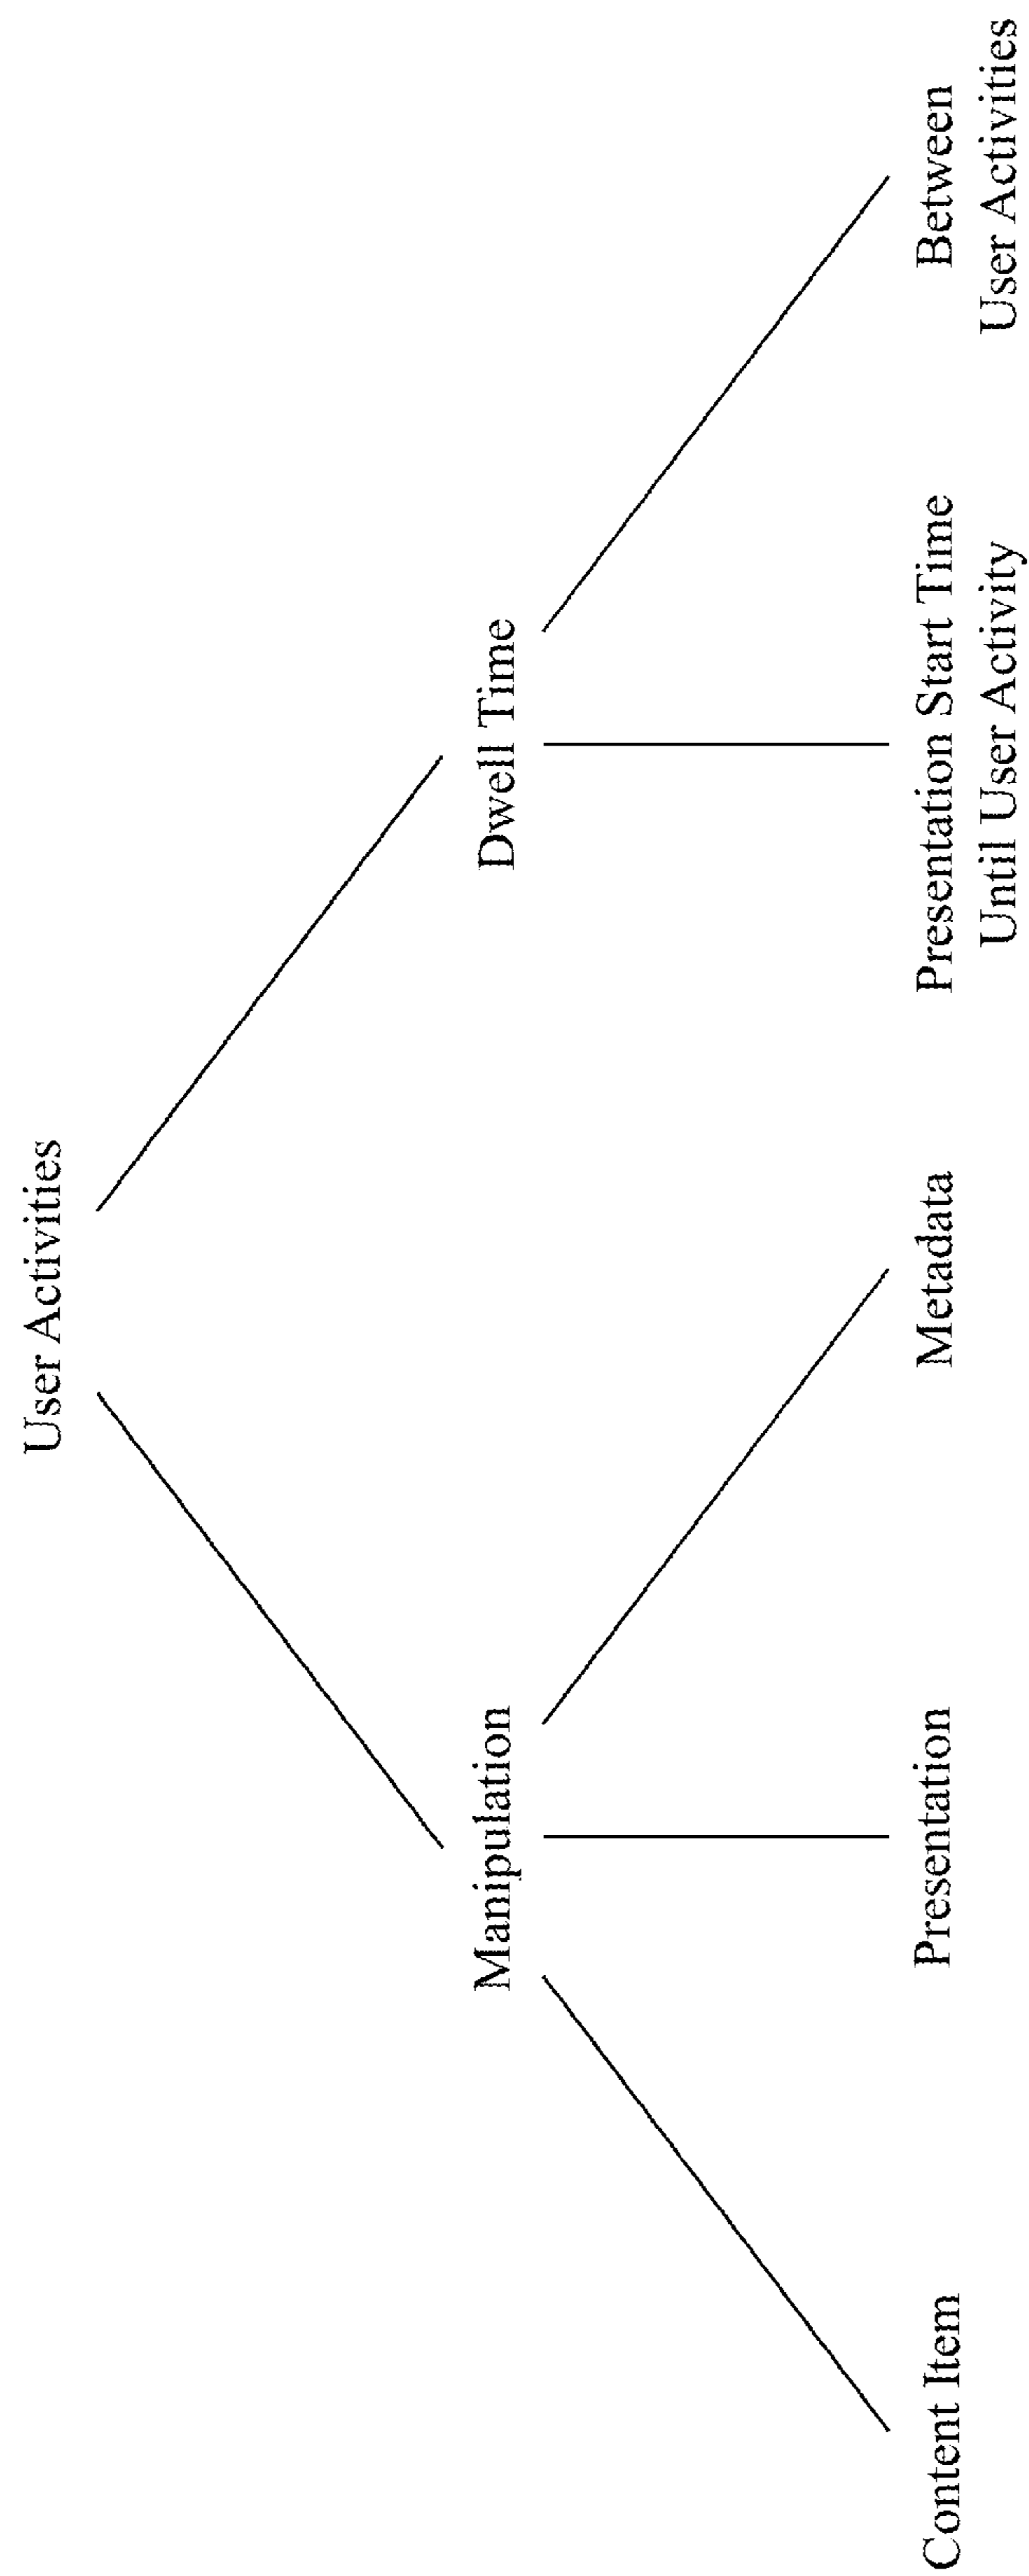 User Activities
Manipulation
Dwell Time
Content Item
Presentation
Metadata
Presentation Start Time
Until User Activity
Between
User Activities